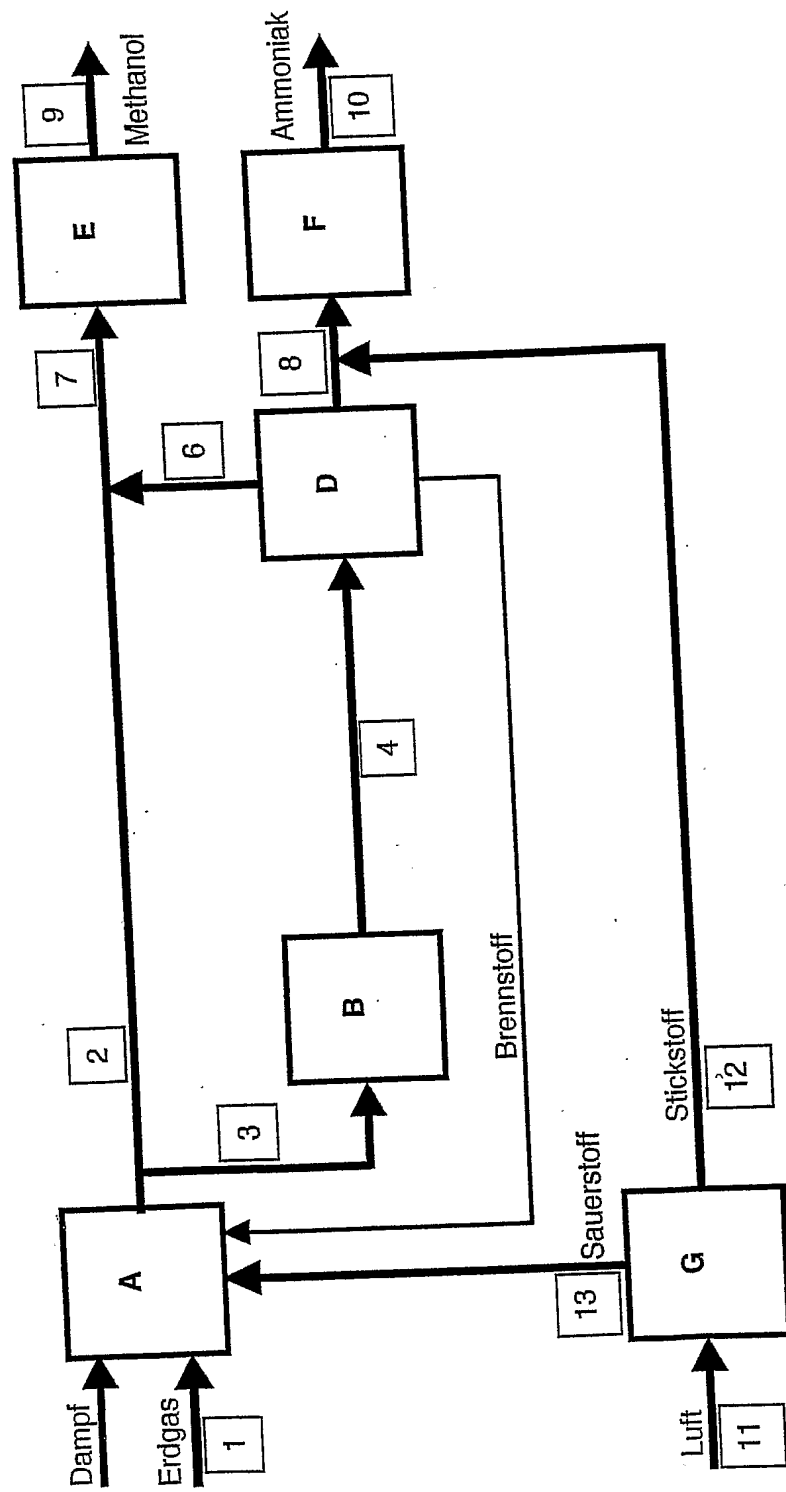 Dampf
Erdgas
1
A
2
3
B
4
D
6
7
8
E
F
9
Methanol
10
Ammoniak
Brennstoff
Sauerstoff
13
Stickstoff
12
G
Luft
11